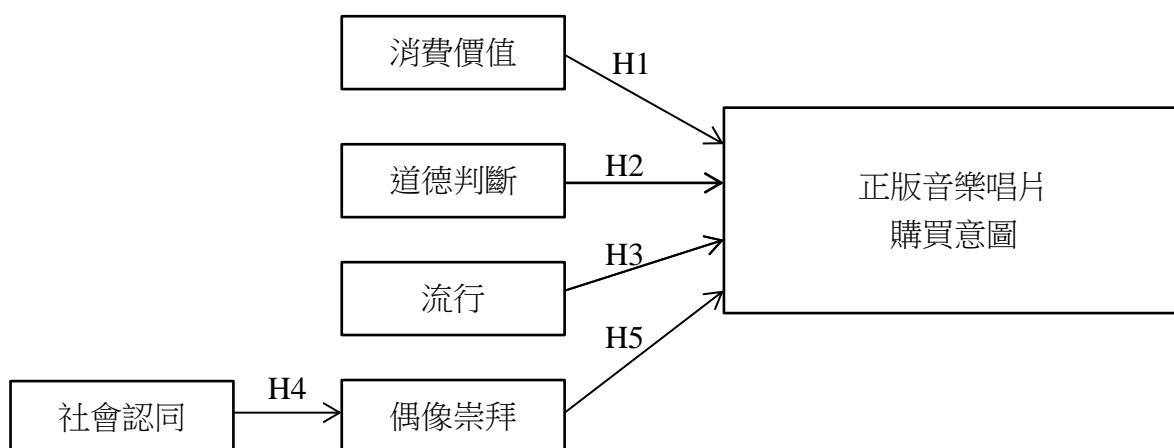 消費價值
H1
道德判斷
H2
正版音樂唱片
購買意圖
流行
H3
H5
社會認同
H4
偶像崇拜